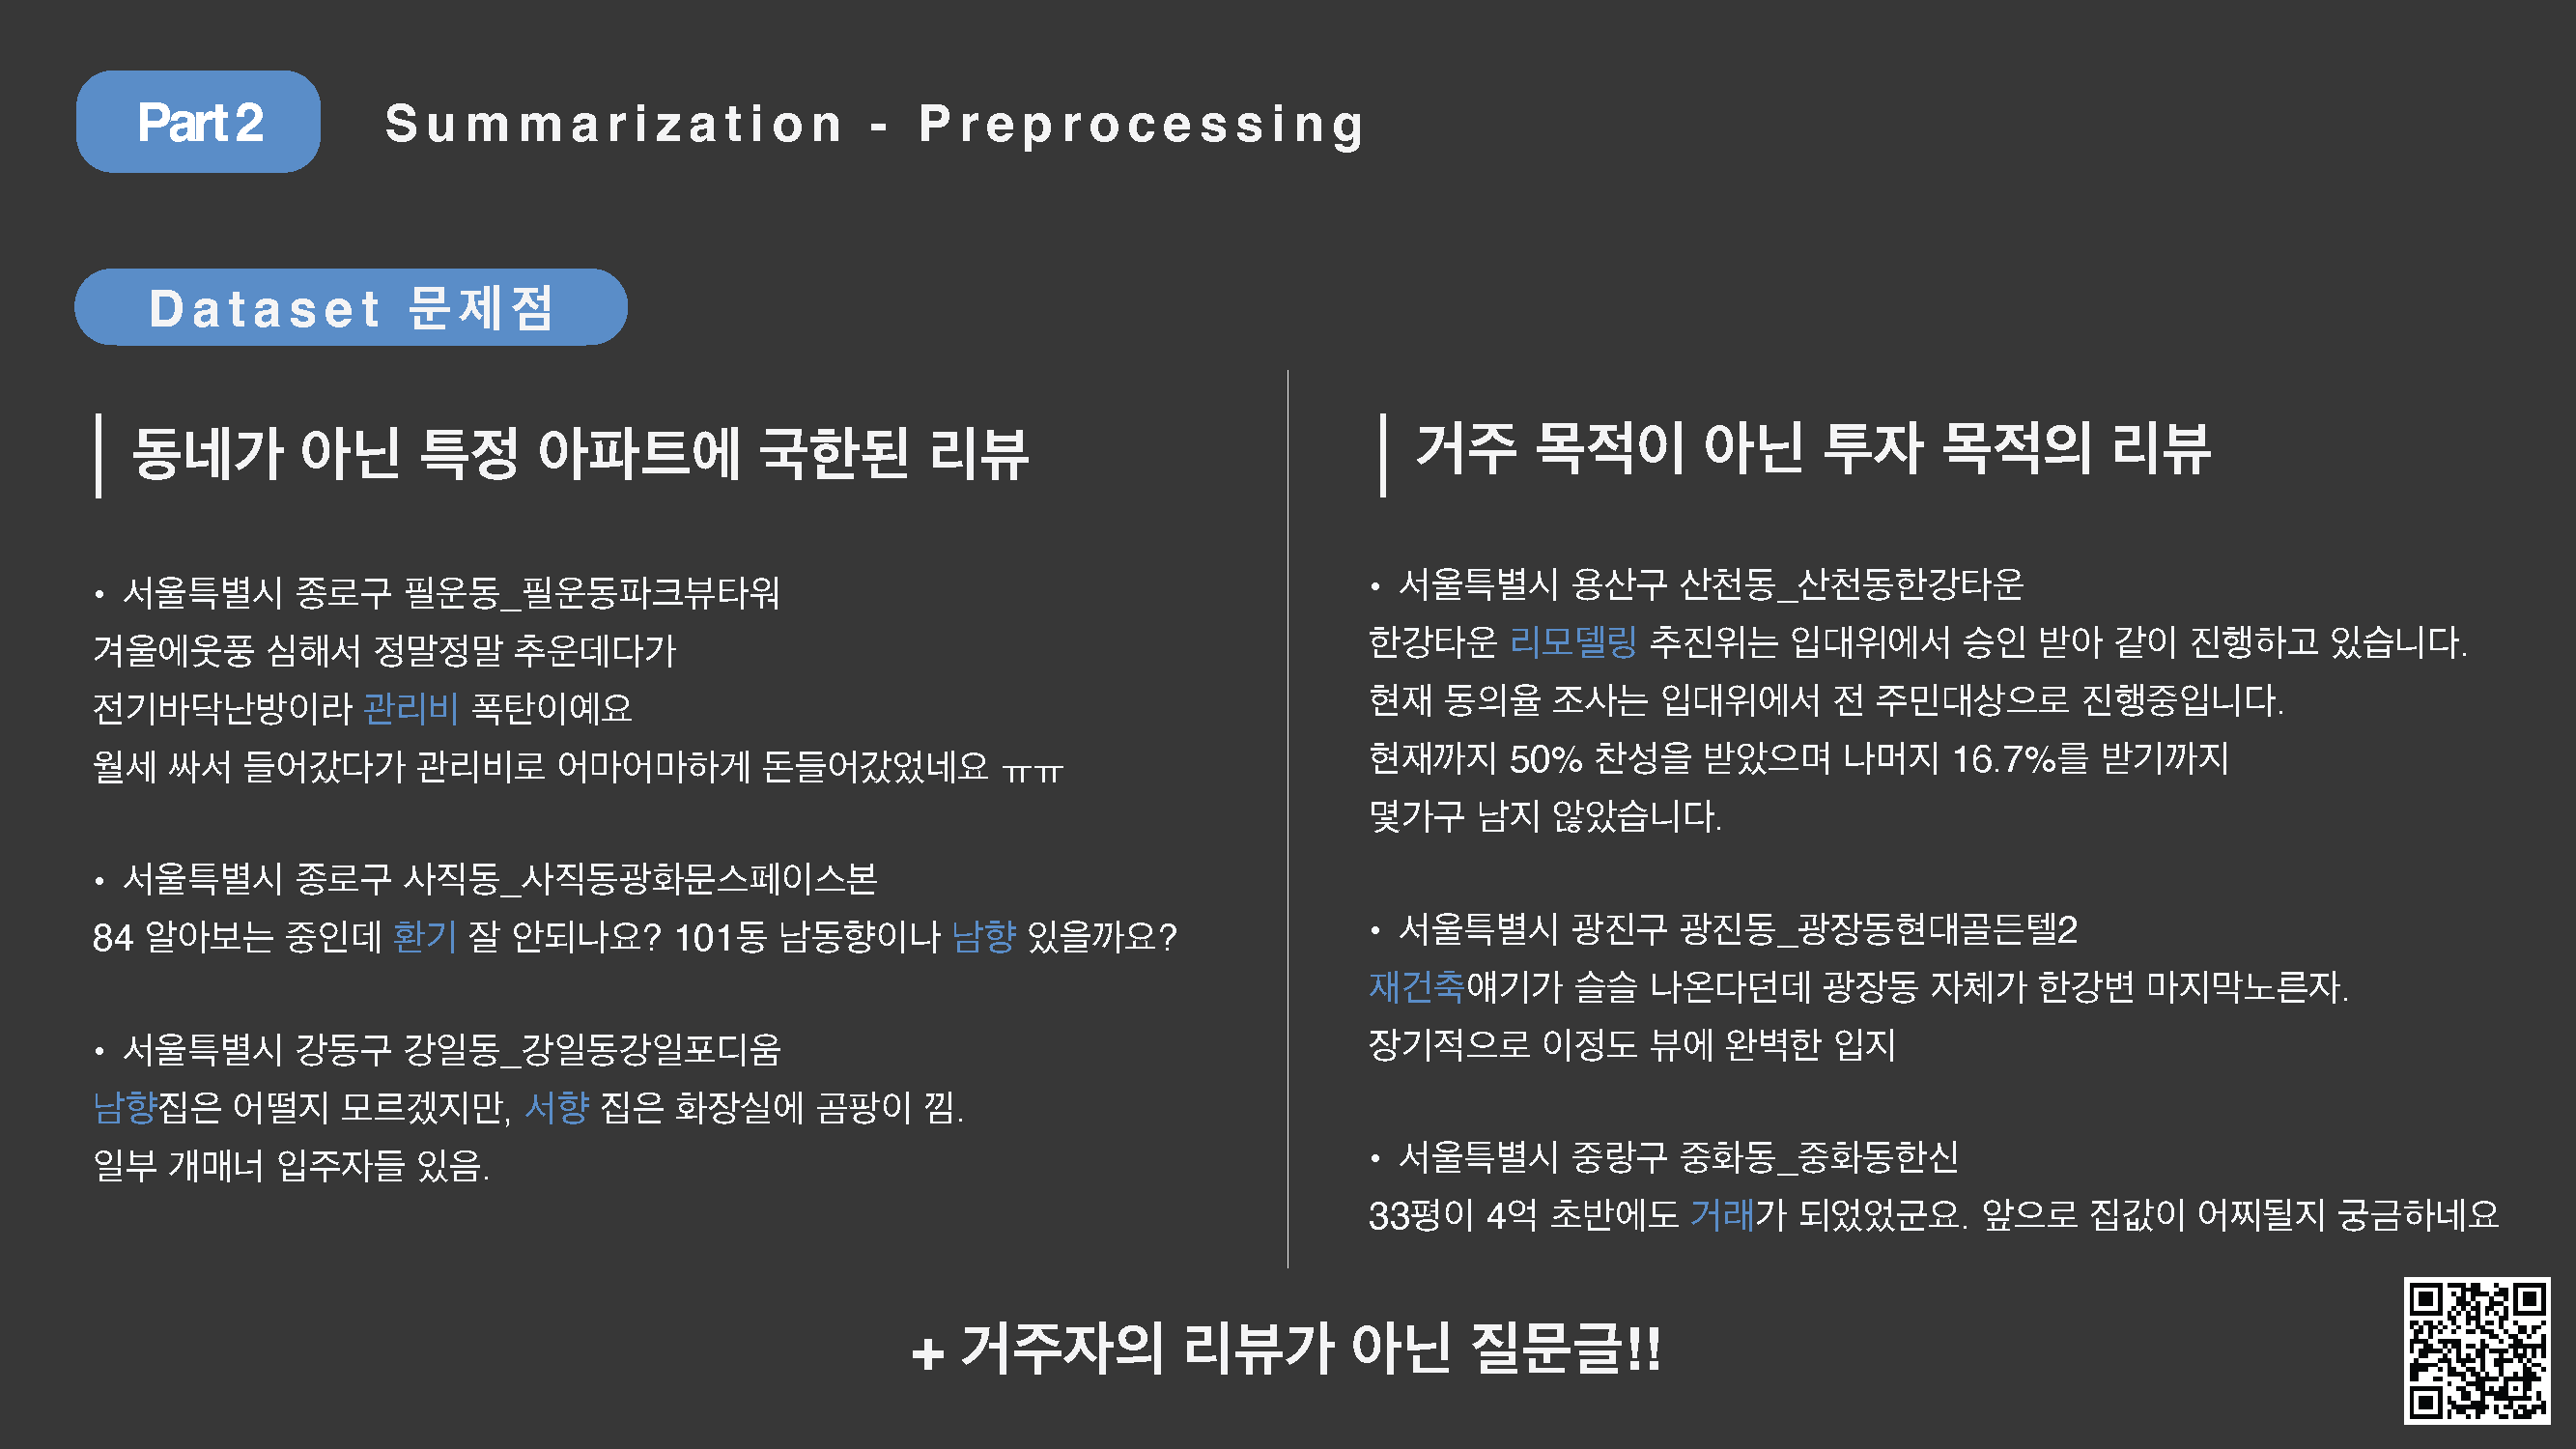 Part 2
Summarization - Preprocessing
Dataset 문제점
동네가 아닌 특정 아파트에 국한된 리뷰
• 서울특별시 종로구 필운동_필운동파크뷰타워
겨울에웃풍 심해서 정말정말 추운데다가
전기바닥난방이라 관리비 폭탄이예요
월세 싸서 들어갔다가 관리비로 어마어마하게 돈들어갔었네요 ㅠㅠ
• 서울특별시 종로구 사직동_사직동광화문스페이스본
84 알아보는 중인데 환기 잘 안되나요? 101동 남동향이나 남향 있을까요?
• 서울특별시 강동구 강일동_강일동강일포디움
남향집은 어떨지 모르겠지만, 서향 집은 화장실에 곰팡이 낌.
일부 개매너 입주자들 있음.
거주 목적이 아닌 투자 목적의 리뷰
• 서울특별시 용산구 산천동_산천동한강타운
한강타운 리모델링 추진위는 입대위에서 승인 받아 같이 진행하고 있습니다.
현재 동의율 조사는 입대위에서 전 주민대상으로 진행중입니다.
현재까지 50% 찬성을 받았으며 나머지 16.7%를 받기까지
몇가구 남지 않았습니다.
• 서울특별시 광진구 광진동_광장동현대골든텔2
재건축얘기가 슬슬 나온다던데 광장동 자체가 한강변 마지막노른자.
장기적으로 이정도 뷰에 완벽한 입지
• 서울특별시 중랑구 중화동_중화동한신
33평이 4억 초반에도 거래가 되었었군요. 앞으로 집값이 어찌될지 궁금하네요
+ 거주자의 리뷰가 아닌 질문글!!